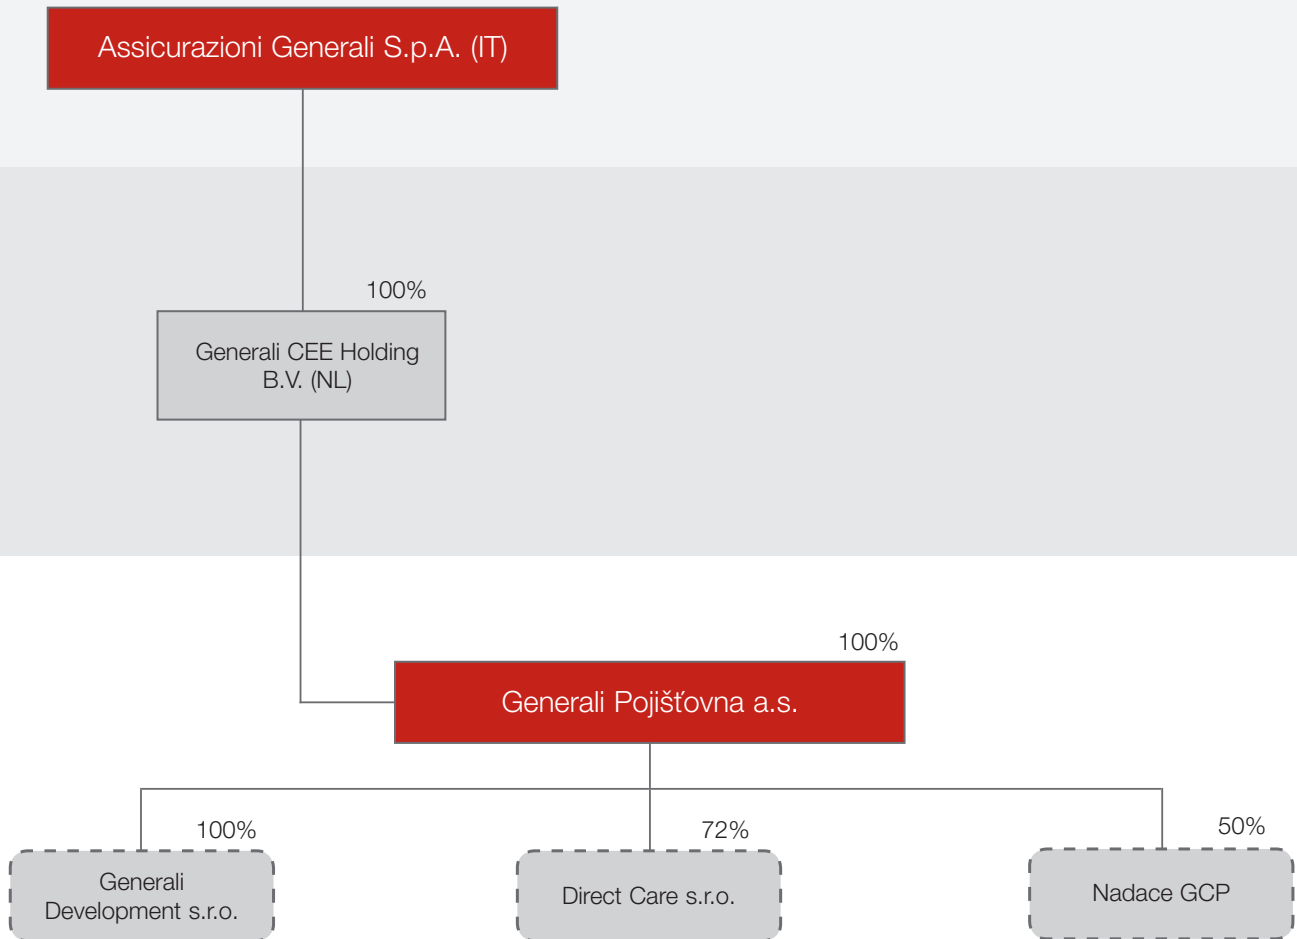 Assicurazioni Generali S.p.A. (IT)
100%
Generali CEE Holding
B.V. (NL)
100%
Generali Pojišťovna a.s.
100%
Generali
Development s.r.o.
72%
Direct Care s.r.o.
50%
Nadace GCP